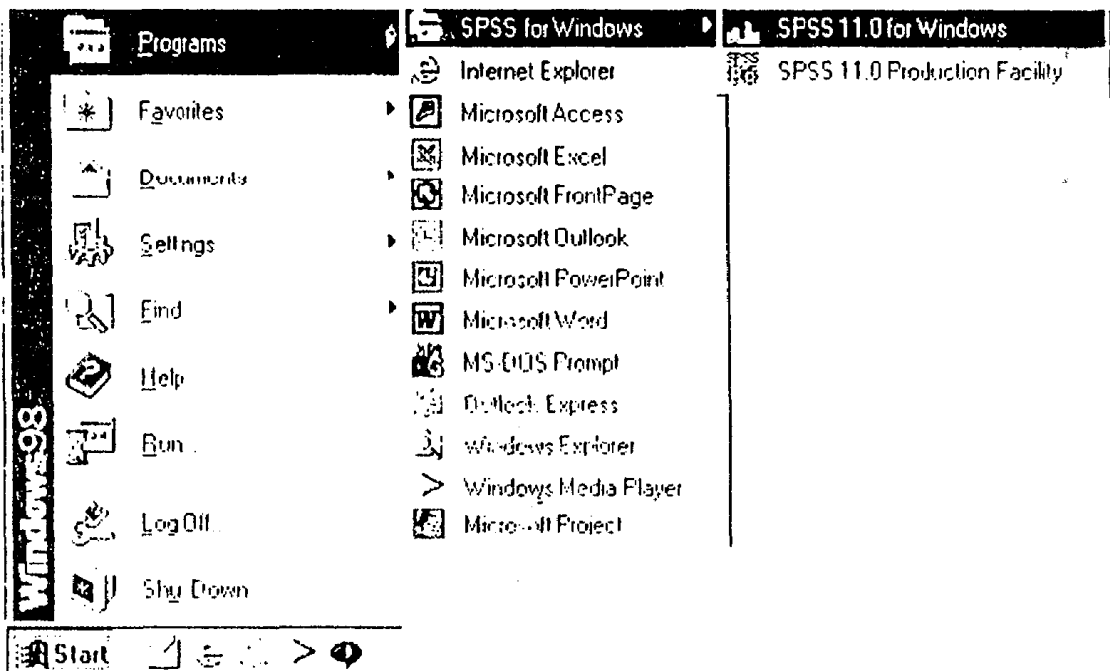 Programs
Favorites
Documents
Settings
Find
Help
Run...
Log Off...
Shut Down
Windows 98
Start
SPSS for Windows
Internet Explorer
Microsoft Access
Microsoft Excel
Microsoft FrontPage
Microsoft Outlook
Microsoft PowerPoint
Microsoft Word
MS-DOS Prompt
Outlook Express
Windows Explorer
Windows Media Player
Microsoft Project
SPSS 11.0 for Windows
SPSS 11.0 Production Facility